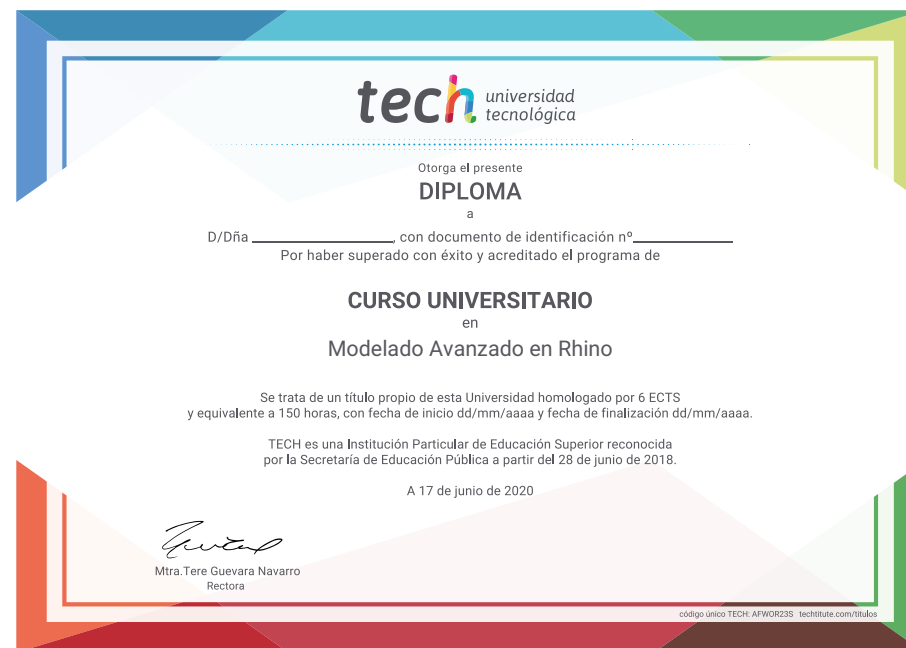 tech universidad
tecnológica
Otorga el presente
DIPLOMA
a
D/Dña ____________________, con documento de identificación nº______________
Por haber superado con éxito y acreditado el programa de
CURSO UNIVERSITARIO
en
Modelado Avanzado en Rhino
Se trata de un título propio de esta Universidad homologado por 6 ECTS
y equivalente a 150 horas, con fecha de inicio dd/mm/aaaa y fecha de finalización dd/mm/aaaa.
TECH es una Institución Particular de Educación Superior reconocida
por la Secretaría de Educación Pública a partir del 28 de junio de 2018.
A 17 de junio de 2020
Mtra.Tere Guevara Navarro
Rectora
código único TECH: AFWOR23S techtitute.com/titulos